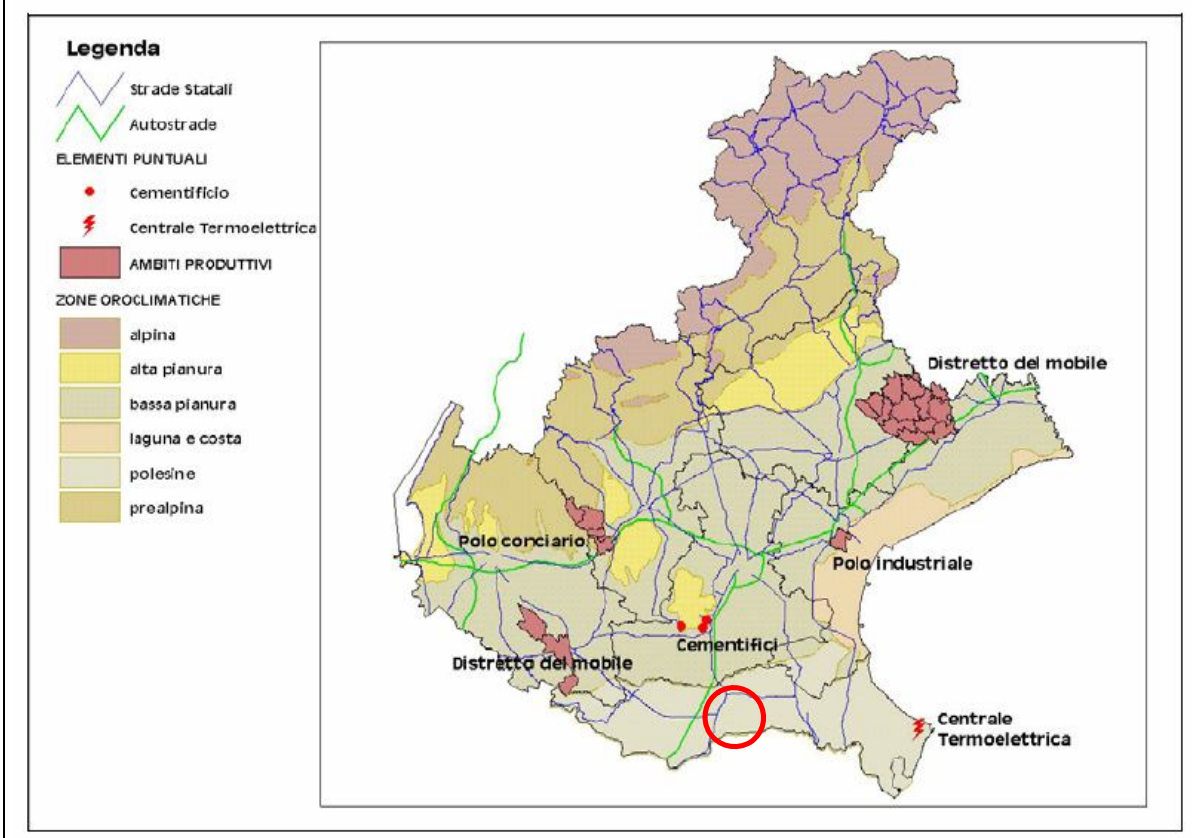 Legenda
Strade Statali
Autostrade
ELEMENTI PUNTUALI
Cementificio
Centrale Termoelettrica
AMBITI PRODUTTIVI
ZONE OROCLIMATICHE
alpina
alta pianura
bassa pianura
laguna e costa
polesine
prealpina
Distretto del mobile
Polo conciario
Polo industriale
Cementifici
Distretto del mobile
Centrale
Termoelettrica